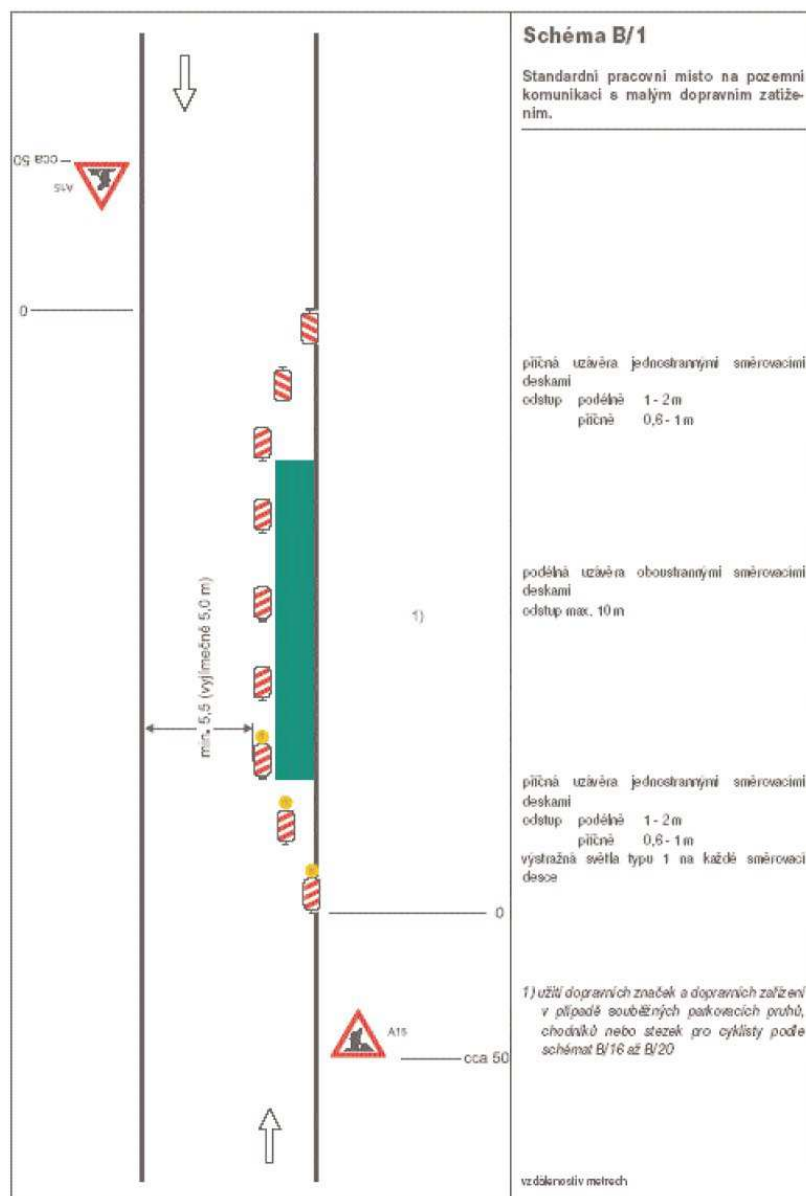 Schéma B/1
Standardní pracovní místo na pozemní
komunikaci s malým dopravním zatíže-
ním.
cca 50
A15
0
příčná uzávěra jednostrannými směrovacími
deskami
odstup podélně 1 - 2 m
příčně 0,6 - 1 m
podélná uzávěra oboustrannými směrovacími
deskami
odstup max. 10 m
min. 5,5 (vyjímečně 5,0 m)
1)
příčná uzávěra jednostrannými směrovacími
deskami
odstup podélně 1 - 2 m
příčně 0,6 - 1 m
výstražná světla typu 1 na každé směrovací
desce
0
A15
cca 50
1) užití dopravních značek a dopravních zařízení
v případě souběžných parkovacích pruhů,
chodníků nebo stezek pro cyklisty podle
schémat B/16 až B/20
vzdálenosti v metrech